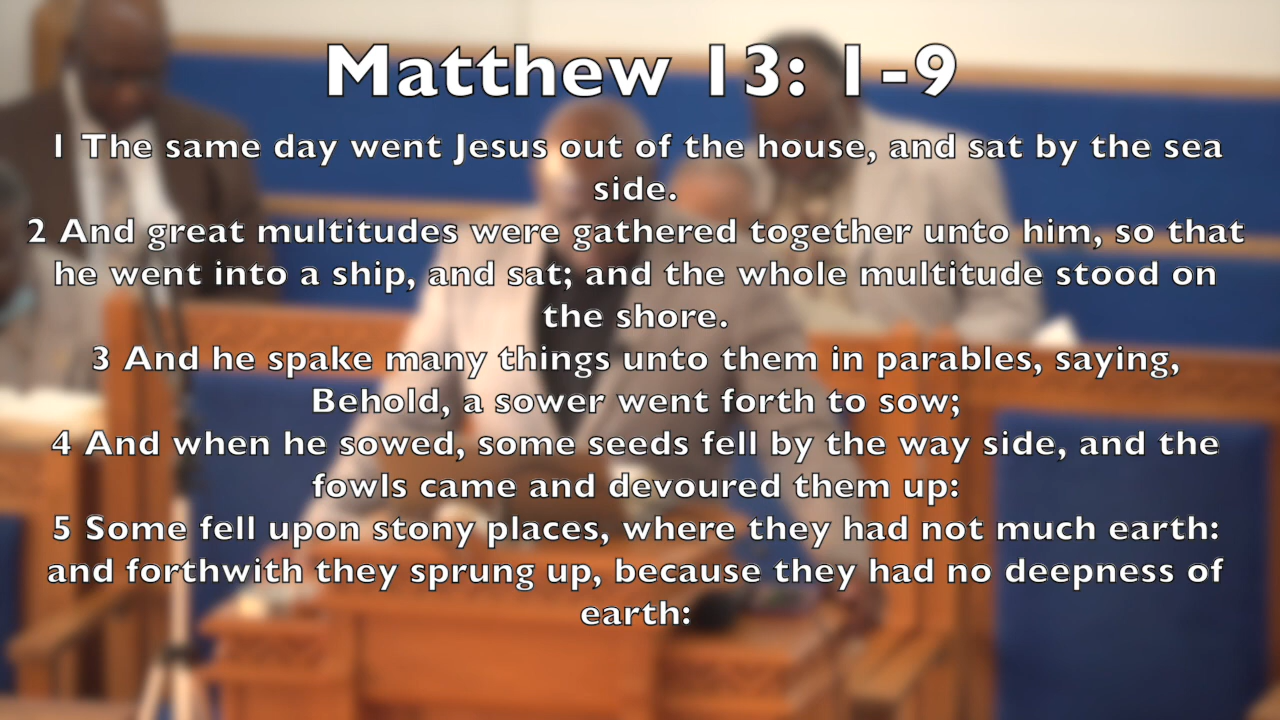 Matthew 13: 1-9
1 The same day went Jesus out of the house, and sat by the sea
side.
2 And great multitudes were gathered together unto him, so that
he went into a ship, and sat; and the whole multitude stood on
the shore.
3 And he spake many things unto them in parables, saying,
Behold, a sower went forth to sow;
4 And when he sowed, some seeds fell by the way side, and the
fowls came and devoured them up:
5 Some fell upon stony places, where they had not much earth:
and forthwith they sprung up, because they had no deepness of
earth: